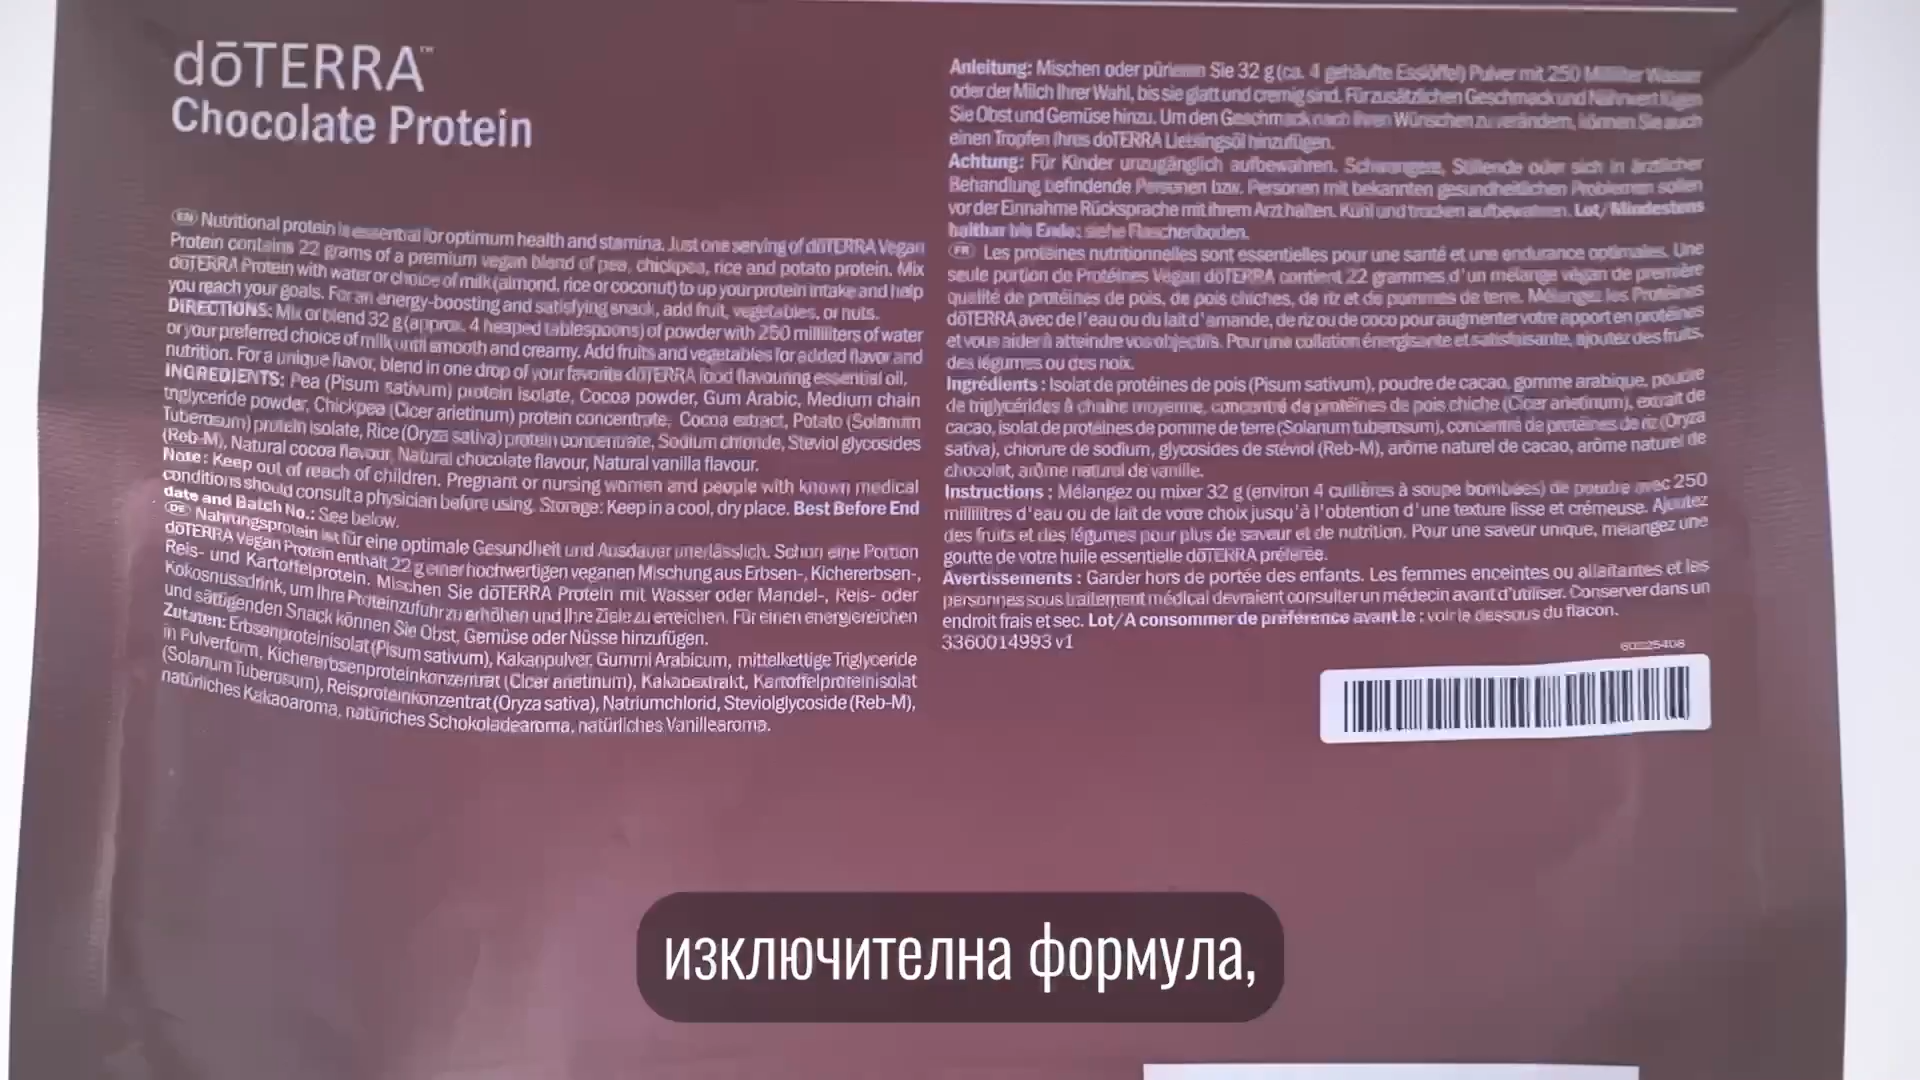 dōTERRA™
Chocolate Protein
EN Nutritional protein is essential for optimum health and stamina. Just one serving of dōTERRA Vegan
Protein contains 22 grams of a premium vegan blend of pea, chickpea, rice and potato protein. Mix
dōTERRA Protein with water or choice of milk (almond, rice or coconut) to up your protein intake and help
you reach your goals. For an energy-boosting and satisfying snack, add fruit, vegetables, or nuts.
DIRECTIONS: Mix or blend 32 g (approx. 4 heaped tablespoons) of powder with 250 milliliters of water
or your preferred choice of milk until smooth and creamy. Add fruits and vegetables for added flavor and
nutrition. For a unique flavor, blend in one drop of your favorite dōTERRA food flavouring essential oil.
INGREDIENTS: Pea (Pisum sativum) protein isolate, Cocoa powder, Gum Arabic, Medium chain
triglyceride powder, Chickpea (Cicer arietinum) protein concentrate, Cocoa extract, Potato (Solanum
Tuberosum) protein isolate, Rice (Oryza sativa) protein concentrate, Sodium chloride, Steviol glycosides
(Reb-M), Natural cocoa flavour, Natural chocolate flavour, Natural vanilla flavour.
Note: Keep out of reach of children. Pregnant or nursing women and people with known medical
conditions should consult a physician before using. Storage: Keep in a cool, dry place. Best Before End
date and Batch No.: See below.
DE Nahrungsprotein ist für eine optimale Gesundheit und Ausdauer unerlässlich. Schon eine Portion
dōTERRA Vegan Protein enthält 22 g einer hochwertigen veganen Mischung aus Erbsen-, Kichererbsen-,
Reis- und Kartoffelprotein. Mischen Sie dōTERRA Protein mit Wasser oder Mandel-, Reis- oder
Kokosnussdrink, um Ihre Proteinzufuhr zu erhöhen und Ihre Ziele zu erreichen. Für einen energiereichen
und sättigenden Snack können Sie Obst, Gemüse oder Nüsse hinzufügen.
Zutaten: Erbsenproteinisolat (Pisum sativum), Kakaopulver, Gummi Arabicum, mittelkettige Triglyceride
in Pulverform, Kichererbsenproteinkonzentrat (Cicer arietinum), Kakaoextrakt, Kartoffelproteinisolat
(Solanum Tuberosum), Reisproteinkonzentrat (Oryza sativa), Natriumchlorid, Steviolglycoside (Reb-M),
natürliches Kakaoaroma, natüriches Schokoladearoma, natürliches Vanillearoma.
Anleitung: Mischen oder pürieren Sie 32 g (ca. 4 gehäufte Esslöffel) Pulver mit 250 Milliliter Wasser
oder der Milch Ihrer Wahl, bis sie glatt und cremig sind. Für zusätzlichen Geschmack und Nährwert fügen
Sie Obst und Gemüse hinzu. Um den Geschmack nach Ihren Wünschen zu verändern, können Sie auch
einen Tropfen Ihres dōTERRA Lieblingsöl hinzufügen.
Achtung: Für Kinder unzugänglich aufbewahren. Schwangere, Stillende oder sich in ärztlicher
Behandlung befindende Personen bzw. Personen mit bekannten gesundheitlichen Problemen sollen
vor der Einnahme Rücksprache mit ihrem Arzt halten. Kühl und trocken aufbewahren. Lot/Mindestens
haltbar bis Ende: siehe Flaschenboden.
FR Les protéines nutritionnelles sont essentielles pour une santé et une endurance optimales. Une
seule portion de Protéines Vegan dōTERRA contient 22 grammes d'un mélange végan de première
qualité de protéines de pois, de pois chiches, de riz et de pommes de terre. Mélangez les Protéines
dōTERRA avec de l'eau ou du lait d'amande, de riz ou de coco pour augmenter votre apport en protéines
et vous aider à atteindre vos objectifs. Pour une collation énergisante et satisfaisante, ajoutez des fruits,
des légumes ou des noix.
Ingrédients : Isolat de protéines de pois (Pisum sativum), poudre de cacao, gomme arabique, poudre
de triglycérides à chaîne moyenne, concentré de protéines de pois chiche (Cicer arietinum), extrait de
cacao, isolat de protéines de pomme de terre (Solanum tuberosum), concentré de protéines de riz (Oryza
sativa), chlorure de sodium, glycosides de stéviol (Reb-M), arôme naturel de cacao, arôme naturel de
chocolat, arôme naturel de vanille.
Instructions : Mélangez ou mixer 32 g (environ 4 cuillères à soupe bombées) de poudre avec 250
millilitres d'eau ou de lait de votre choix jusqu'à l'obtention d'une texture lisse et crémeuse. Ajoutez
des fruits et des légumes pour plus de saveur et de nutrition. Pour une saveur unique, mélangez une
goutte de votre huile essentielle dōTERRA préférée.
Avertissements : Garder hors de portée des enfants. Les femmes enceintes ou allaitantes et les
personnes sous traitement médical devraient consulter un médecin avant d'utiliser. Conserver dans un
endroit frais et sec. Lot/A consommer de préférence avant le : voir le dessous du flacon.
3360014993 v1
изключителна формула,